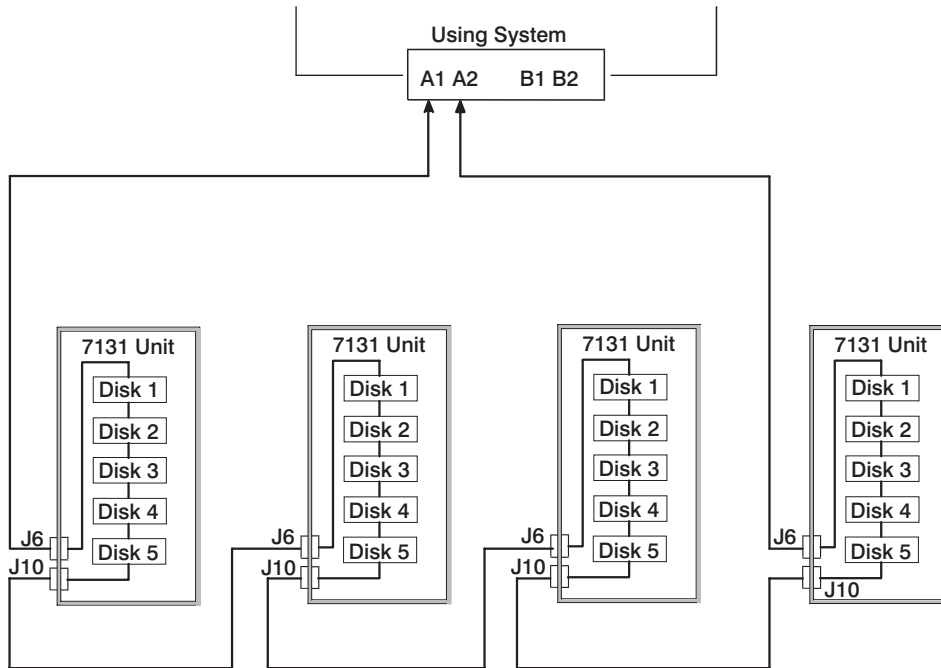 Using System
A1 A2 B1 B2
7131 Unit 7131 Unit 7131 Unit 7131 Unit
Disk 1 Disk 1 Disk 1 Disk 1
Disk 2 Disk 2 Disk 2 Disk 2
Disk 3 Disk 3 Disk 3 Disk 3
Disk 4 Disk 4 Disk 4 Disk 4
J6 Disk 5 J6 Disk 5 J6 Disk 5 J6 Disk 5
J10 J10 J10 J10